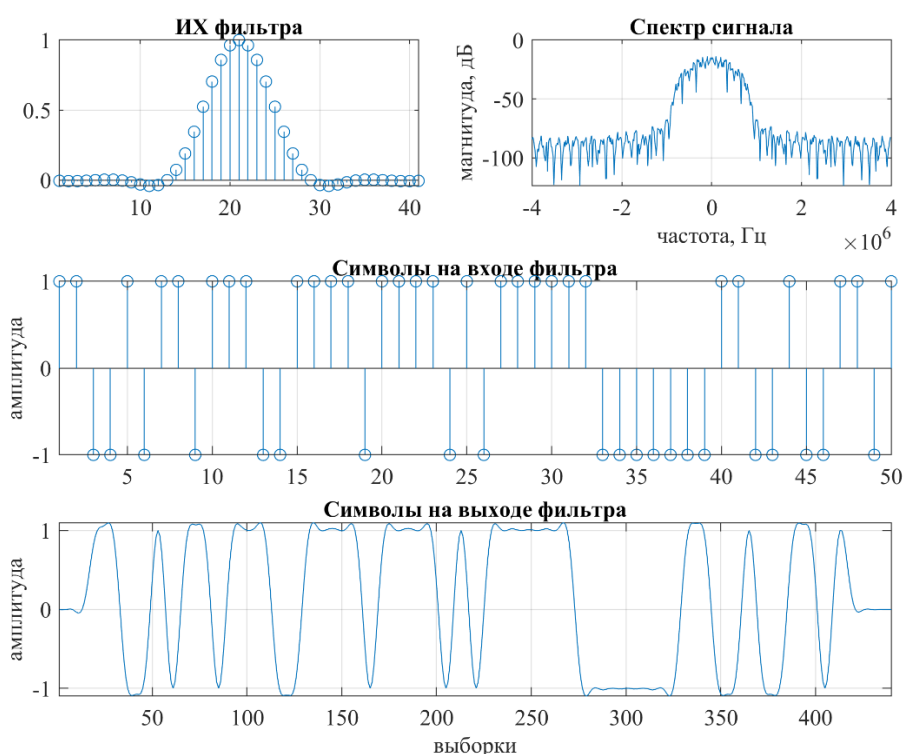 ИХ фильтра
1
0.5
0
10 20 30 40
Спектр сигнала
магнитуда, дБ
0
-50
-100
-4 -2 0 2 4
частота, Гц
×10⁶
Символы на входе фильтра
амплитуда
1
0
-1
5 10 15 20 25 30 35 40 45 50
Символы на выходе фильтра
амплитуда
1
0
-1
50 100 150 200 250 300 350 400
выборки